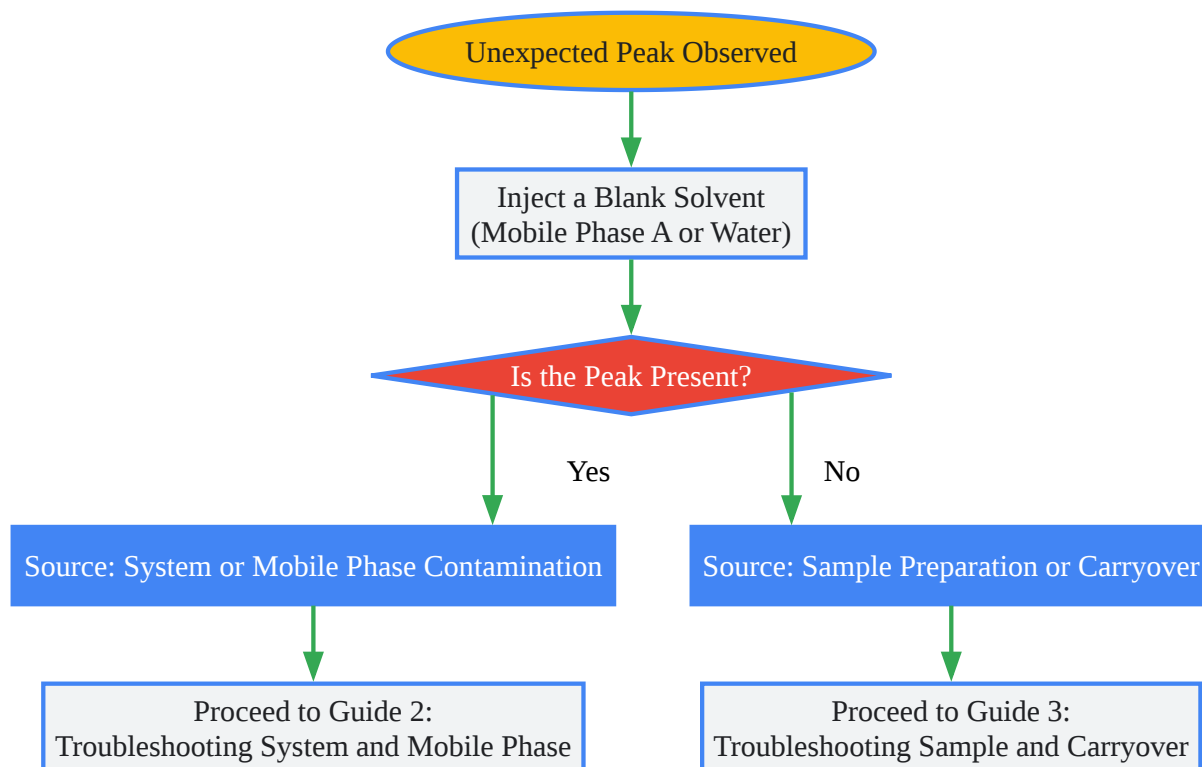 Unexpected Peak Observed
Inject a Blank Solvent
(Mobile Phase A or Water)
Is the Peak Present?
Yes
No
Source: System or Mobile Phase Contamination
Source: Sample Preparation or Carryover
Proceed to Guide 2:
Troubleshooting System and Mobile Phase
Proceed to Guide 3:
Troubleshooting Sample and Carryover